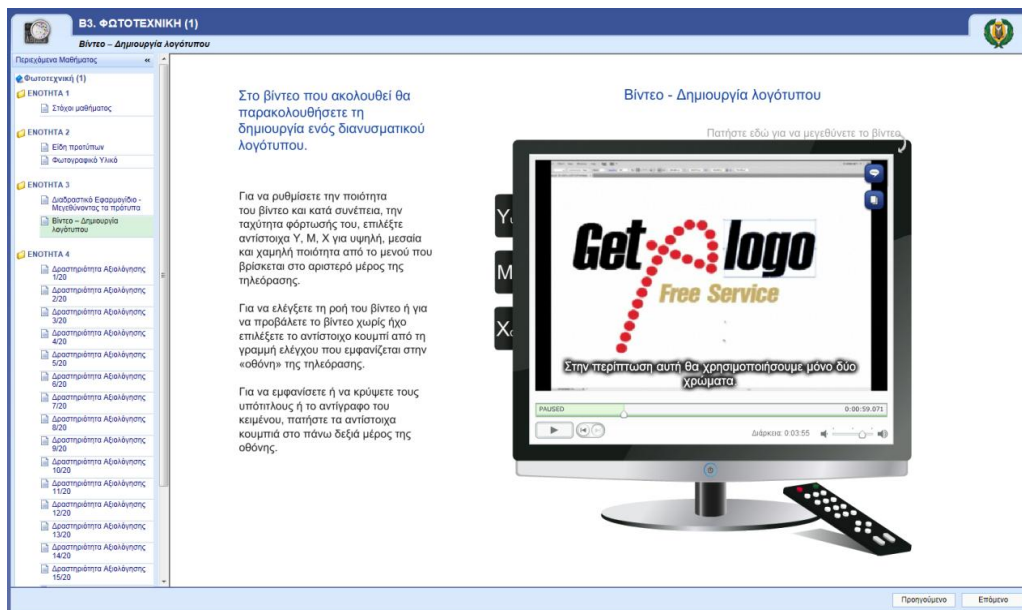 Β3. ΦΩΤΟΤΕΧΝΙΚΗ (1)
Βίντεο – Δημιουργία λογότυπου
Περιεχόμενα Μαθήματος «
Φωτοτεχνική (1)
ΕΝΟΤΗΤΑ 1
Στόχοι μαθήματος
ΕΝΟΤΗΤΑ 2
Είδη προτύπων
Φωτογραφικά Υλικά
ΕΝΟΤΗΤΑ 3
Διαδραστικό Εφαρμογίδιο -
Μεγεθύνοντας τα πρότυπα
Βίντεο – Δημιουργία
λογότυπου
ΕΝΟΤΗΤΑ 4
Δραστηριότητα Αξιολόγησης
1/20
Δραστηριότητα Αξιολόγησης
2/20
Δραστηριότητα Αξιολόγησης
3/20
Δραστηριότητα Αξιολόγησης
4/20
Δραστηριότητα Αξιολόγησης
5/20
Δραστηριότητα Αξιολόγησης
6/20
Δραστηριότητα Αξιολόγησης
7/20
Δραστηριότητα Αξιολόγησης
8/20
Δραστηριότητα Αξιολόγησης
9/20
Δραστηριότητα Αξιολόγησης
10/20
Δραστηριότητα Αξιολόγησης
11/20
Δραστηριότητα Αξιολόγησης
12/20
Δραστηριότητα Αξιολόγησης
13/20
Δραστηριότητα Αξιολόγησης
14/20
Δραστηριότητα Αξιολόγησης
15/20
Στο βίντεο που ακολουθεί θα
παρακολουθήσετε τη
δημιουργία ενός διανυσματικού
λογότυπου.
Για να ρυθμίσετε την ποιότητα
του βίντεο και κατά συνέπεια, την
ταχύτητα φόρτωσής του, επιλέξτε
αντίστοιχα Υ, Μ, Χ για υψηλή, μεσαία
και χαμηλή ποιότητα από το μενού που
βρίσκεται στο αριστερό μέρος της
τηλεόρασης.
Για να ελέγξετε τη ροή του βίντεο ή για
να προβάλετε το βίντεο χωρίς ήχο
επιλέξετε το αντίστοιχο κουμπί από τη
γραμμή ελέγχου που εμφανίζεται στην
«οθόνη» της τηλεόρασης.
Για να εμφανίσετε ή να κρύψετε τους
υπότιτλους ή το αντίγραφο του
κειμένου, πατήστε τα αντίστοιχα
κουμπιά στο πάνω δεξιά μέρος της
οθόνης.
Βίντεο - Δημιουργία λογότυπου
Πατήστε εδώ για να μεγεθύνετε το βίντεο
Υ
Μ
Χ
Get A logo
Free Service
Στην περίπτωση αυτή θα χρησιμοποιήσουμε μόνο δύο
χρώματα.
PAUSED 0:00:59.071
Διάρκεια: 0:03:55
Προηγούμενο Επόμενο